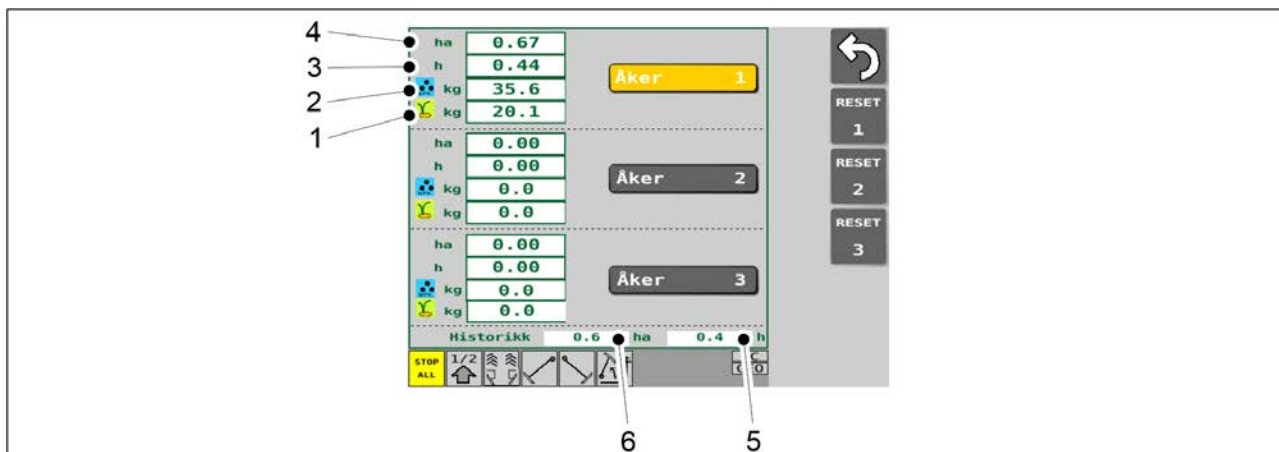 4 ha 0.67
3 h 0.44
2 kg 35.6
1 kg 20.1
Åker 1
ha 0.00
h 0.00
kg 0.0
kg 0.0
Åker 2
ha 0.00
h 0.00
kg 0.0
kg 0.0
Åker 3
Historikk 0.6 ha 0.4 h
STOP ALL
1/2
RESET 1
RESET 2
RESET 3
6 5